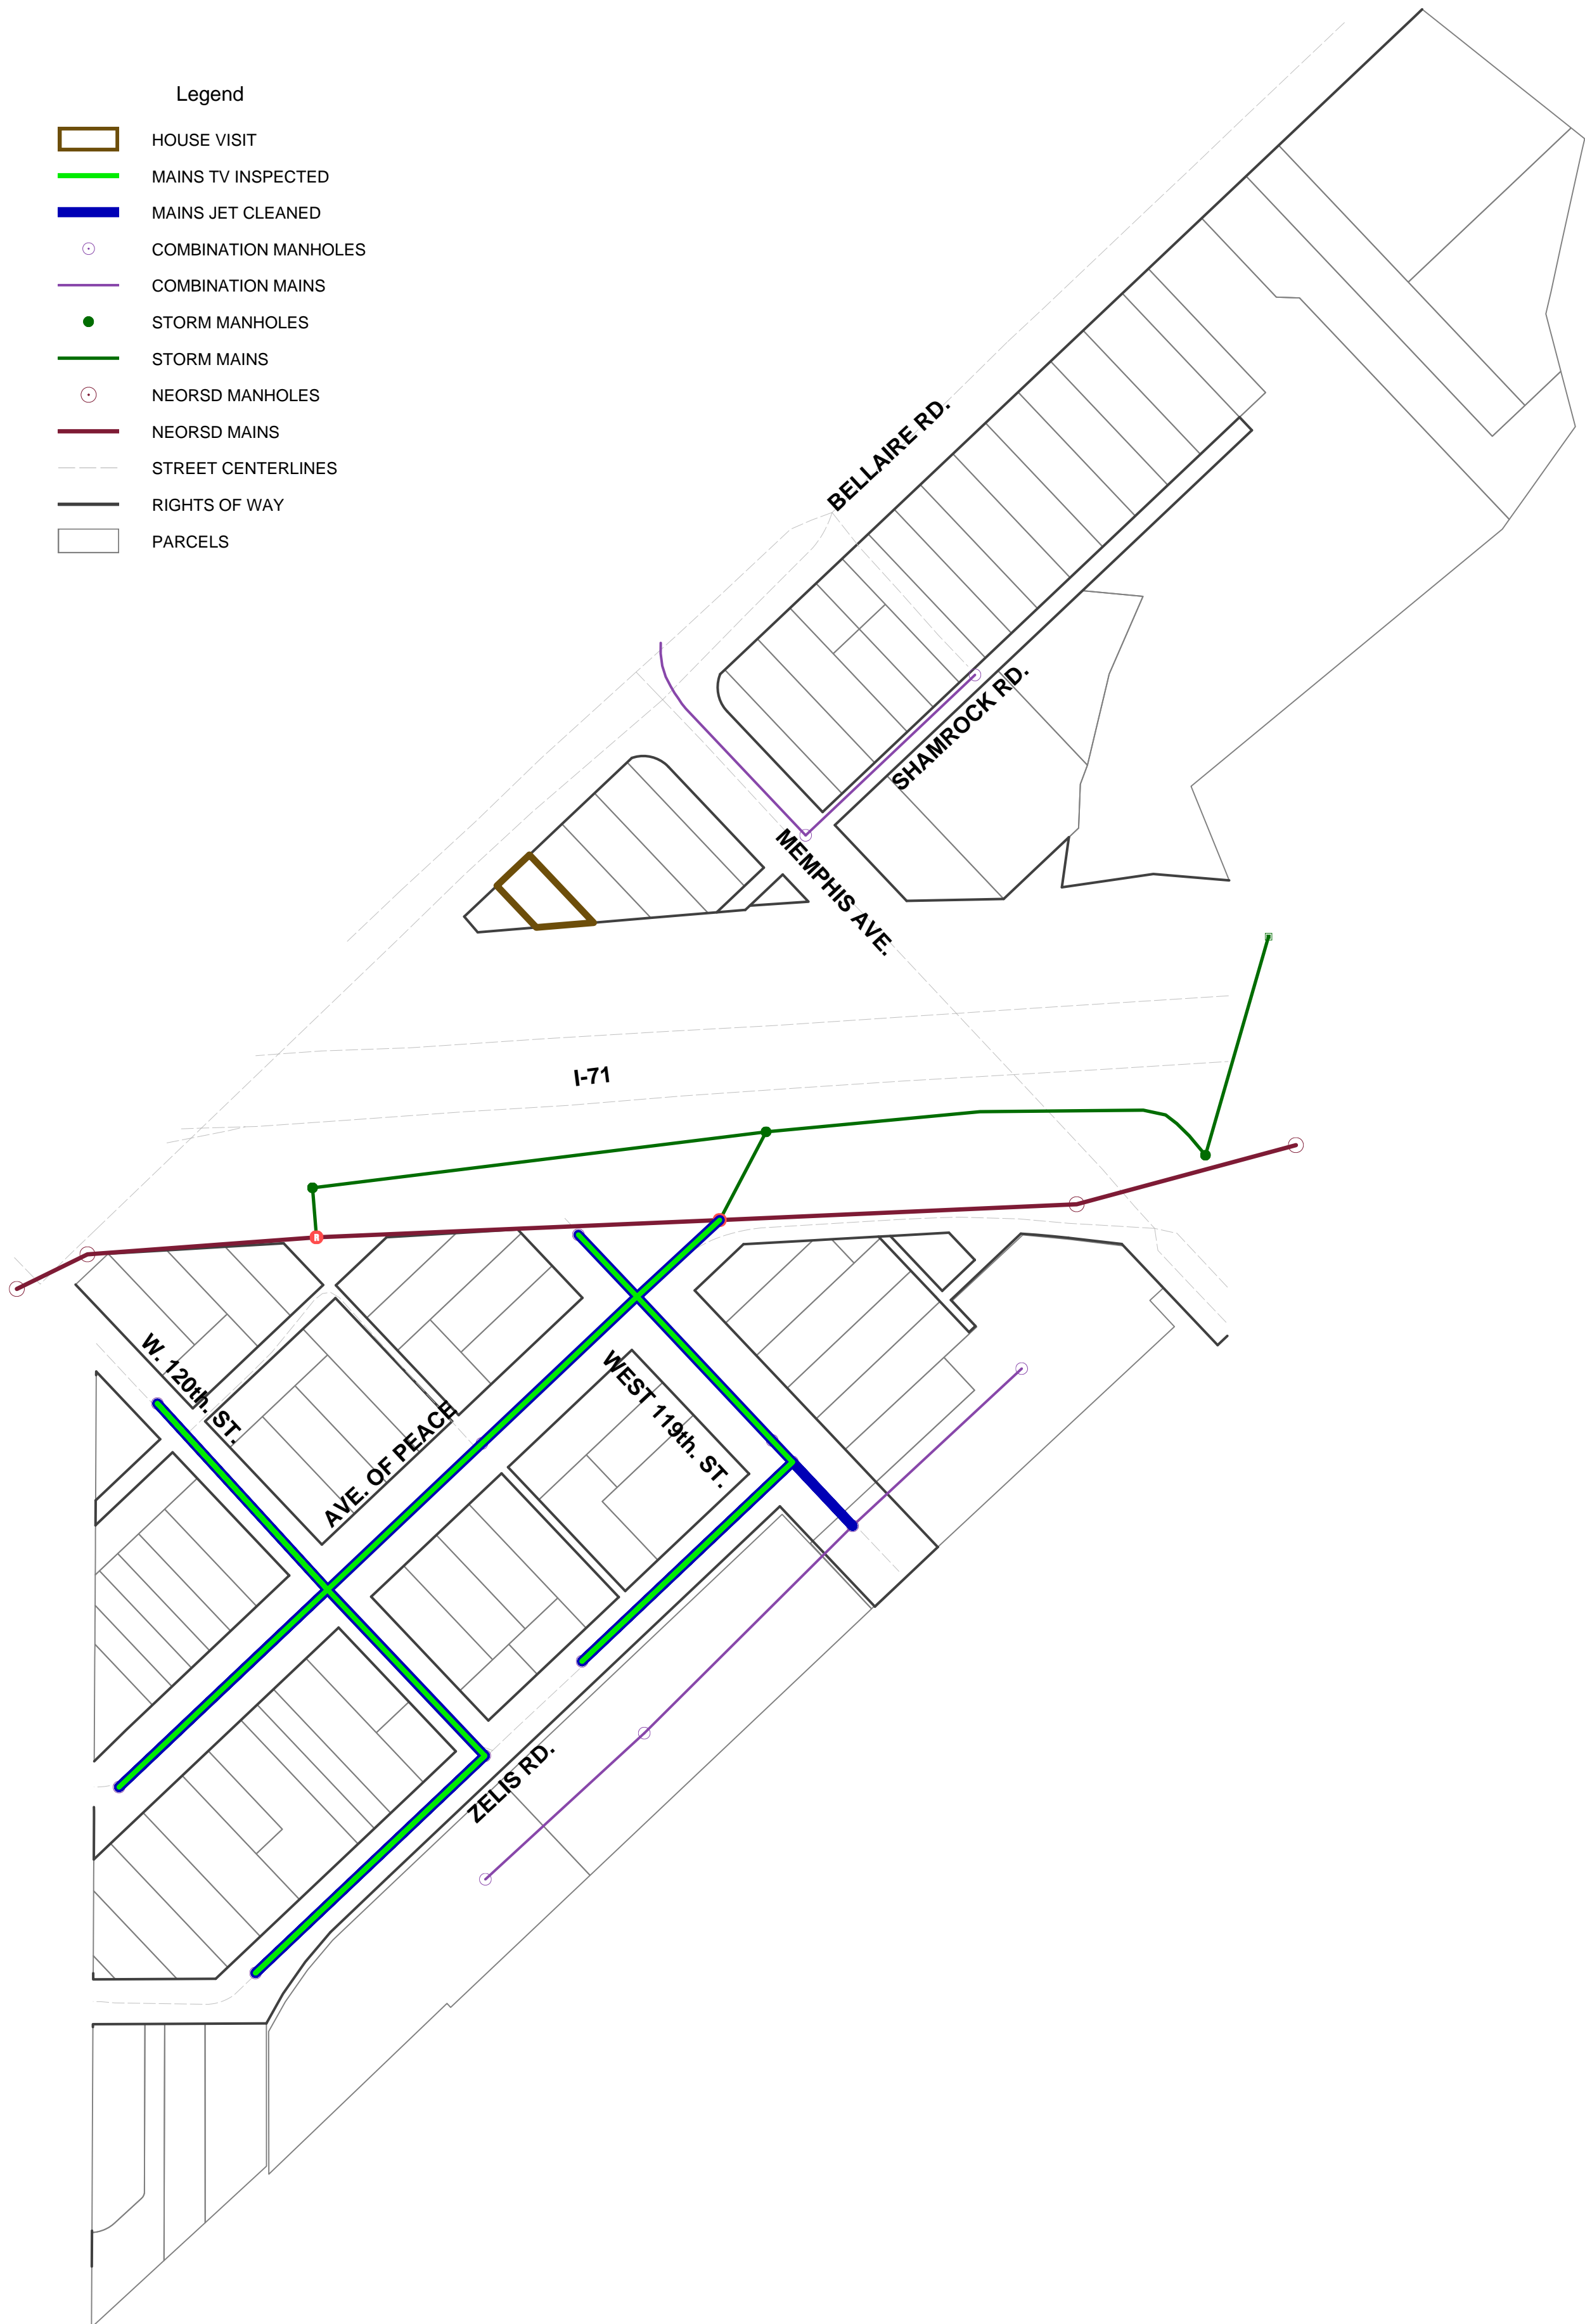 Legend
HOUSE VISIT
MAINS TV INSPECTED
MAINS JET CLEANED
COMBINATION MANHOLES
COMBINATION MAINS
STORM MANHOLES
STORM MAINS
NEORSD MANHOLES
NEORSD MAINS
STREET CENTERLINES
RIGHTS OF WAY
PARCELS
BELLAIRE RD.
SHAMROCK RD.
MEMPHIS AVE.
I-71
W. 120th. ST.
AVE. OF PEACE
WEST 119th. ST.
ZELIS RD.